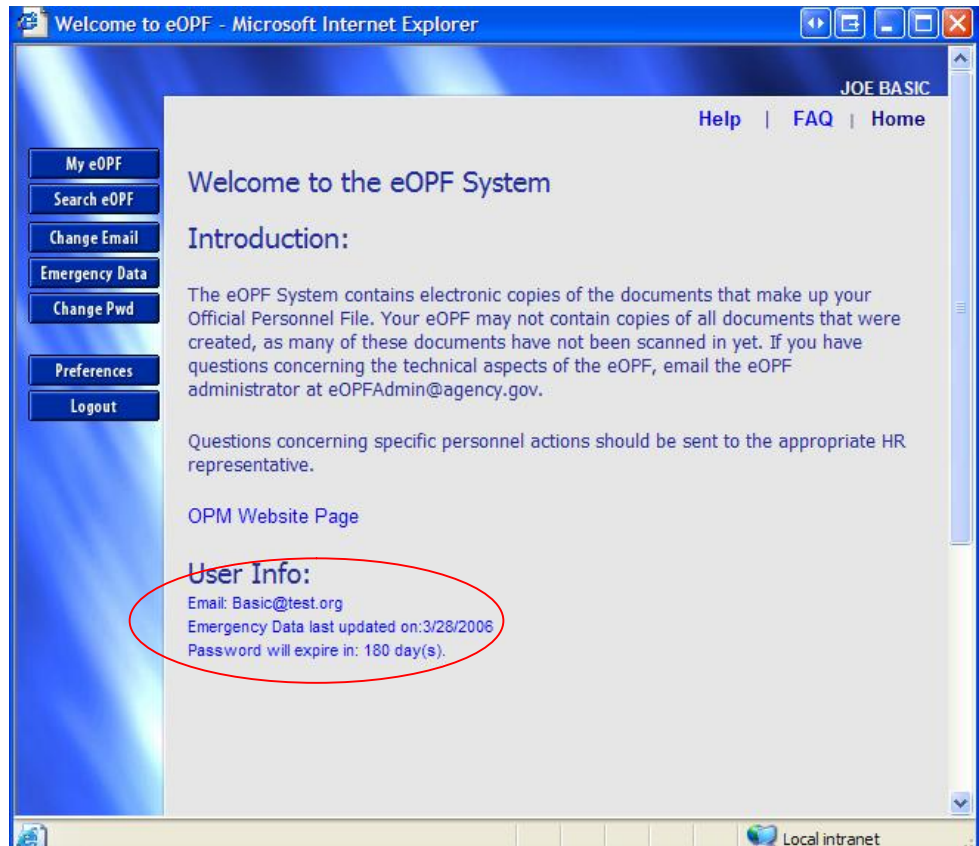 Welcome to eOPF - Microsoft Internet Explorer
JOE BASIC
Help | FAQ | Home
My eOPF
Search eOPF
Change Email
Emergency Data
Change Pwd
Preferences
Logout
Welcome to the eOPF System
Introduction:
The eOPF System contains electronic copies of the documents that make up your
Official Personnel File. Your eOPF may not contain copies of all documents that were
created, as many of these documents have not been scanned in yet. If you have
questions concerning the technical aspects of the eOPF, email the eOPF
administrator at eOPFAdmin@agency.gov.
Questions concerning specific personnel actions should be sent to the appropriate HR
representative.
OPM Website Page
User Info:
Email: Basic@test.org
Emergency Data last updated on:3/28/2006
Password will expire in: 180 day(s).
Local intranet